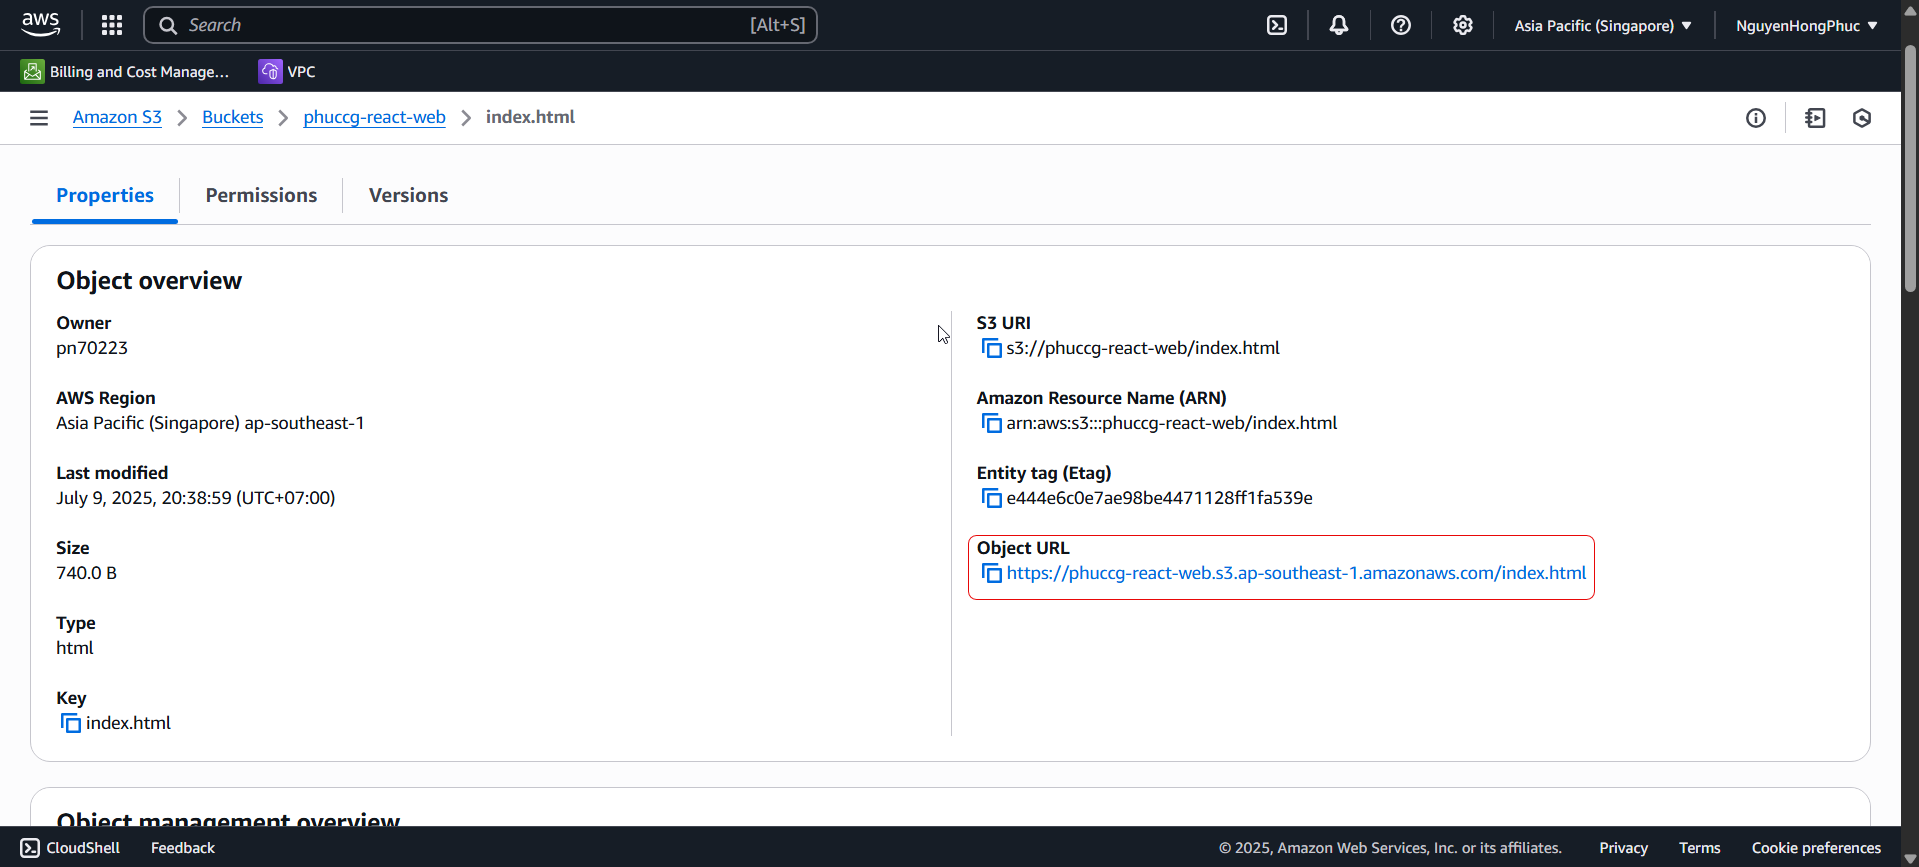 aws
Search [Alt+S]
Asia Pacific (Singapore)
NguyenHongPhuc
Billing and Cost Manage...
VPC
Amazon S3
Buckets
phuccg-react-web
index.html
Properties
Permissions
Versions
Object overview
Owner
pn70223
AWS Region
Asia Pacific (Singapore) ap-southeast-1
Last modified
July 9, 2025, 20:38:59 (UTC+07:00)
Size
740.0 B
Type
html
Key
index.html
S3 URI
s3://phuccg-react-web/index.html
Amazon Resource Name (ARN)
arn:aws:s3:::phuccg-react-web/index.html
Entity tag (Etag)
e444e6c0e7ae98be4471128ff1fa539e
Object URL
https://phuccg-react-web.s3.ap-southeast-1.amazonaws.com/index.html
Object management overview
CloudShell
Feedback
© 2025, Amazon Web Services, Inc. or its affiliates.
Privacy
Terms
Cookie preferences